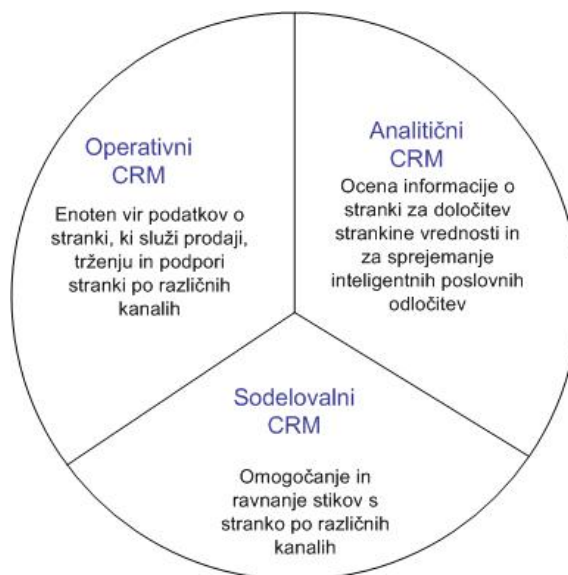 Operativni
CRM
Enoten vir podatkov o
stranki, ki služi prodaji,
trženju in podpori
stranki po različnih
kanalih
Analitični
CRM
Ocena informacije o
stranki za določitev
strankine vrednosti in
za sprejemanje
inteligentnih poslovnih
odločitev
Sodelovalni
CRM
Omogočanje in
ravnanje stikov s
stranko po različnih
kanalih